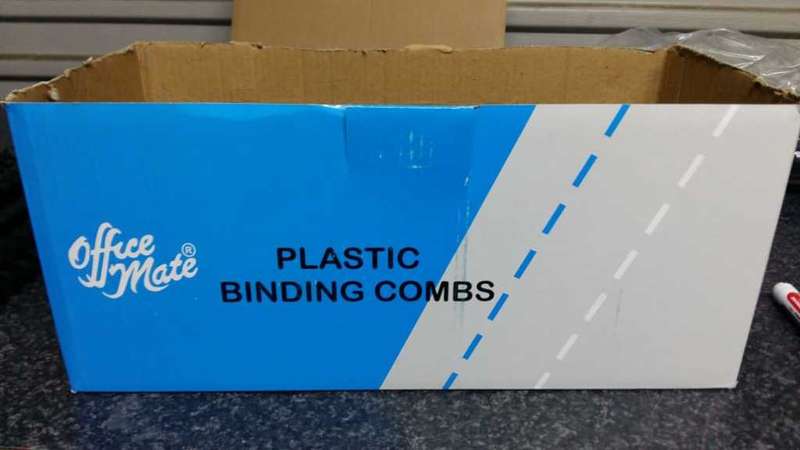 Office
Mate®
PLASTIC
BINDING COMBS